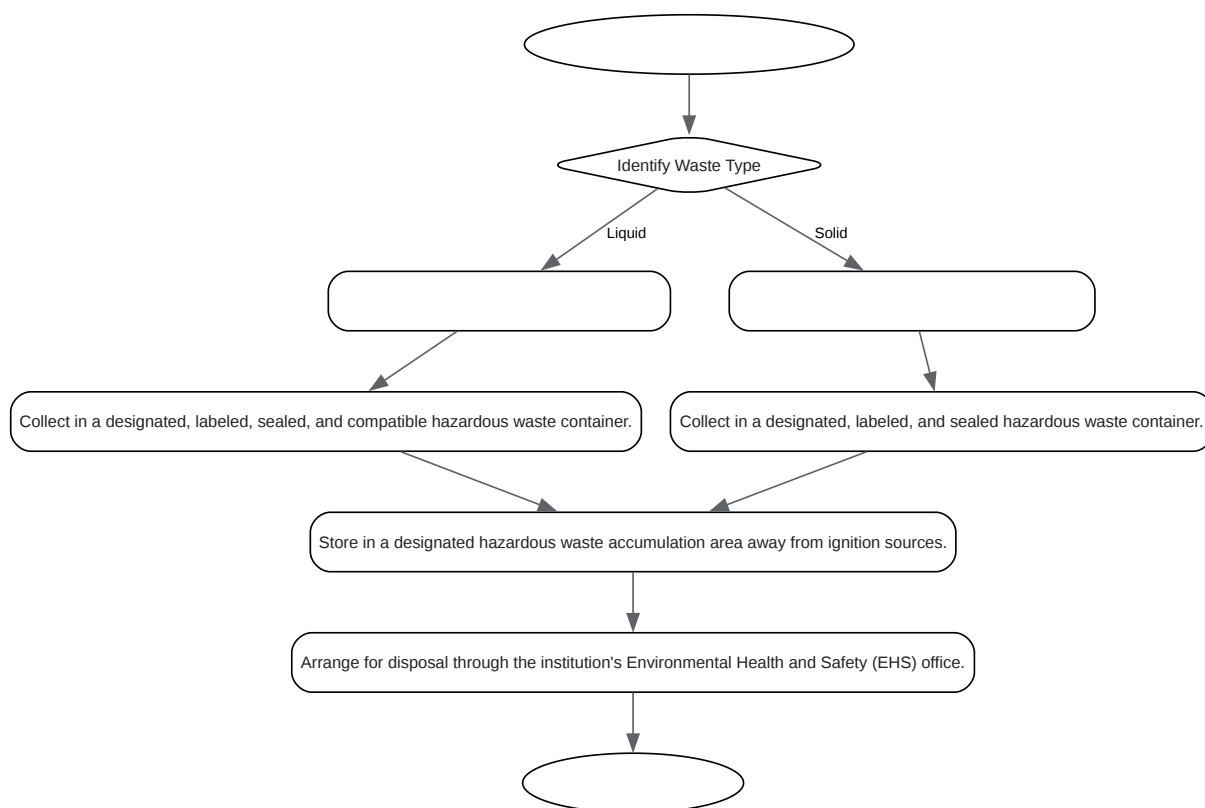 Identify Waste Type
Liquid
Solid
Collect in a designated, labeled, sealed, and compatible hazardous waste container.
Collect in a designated, labeled, and sealed hazardous waste container.
Store in a designated hazardous waste accumulation area away from ignition sources.
Arrange for disposal through the institution's Environmental Health and Safety (EHS) office.